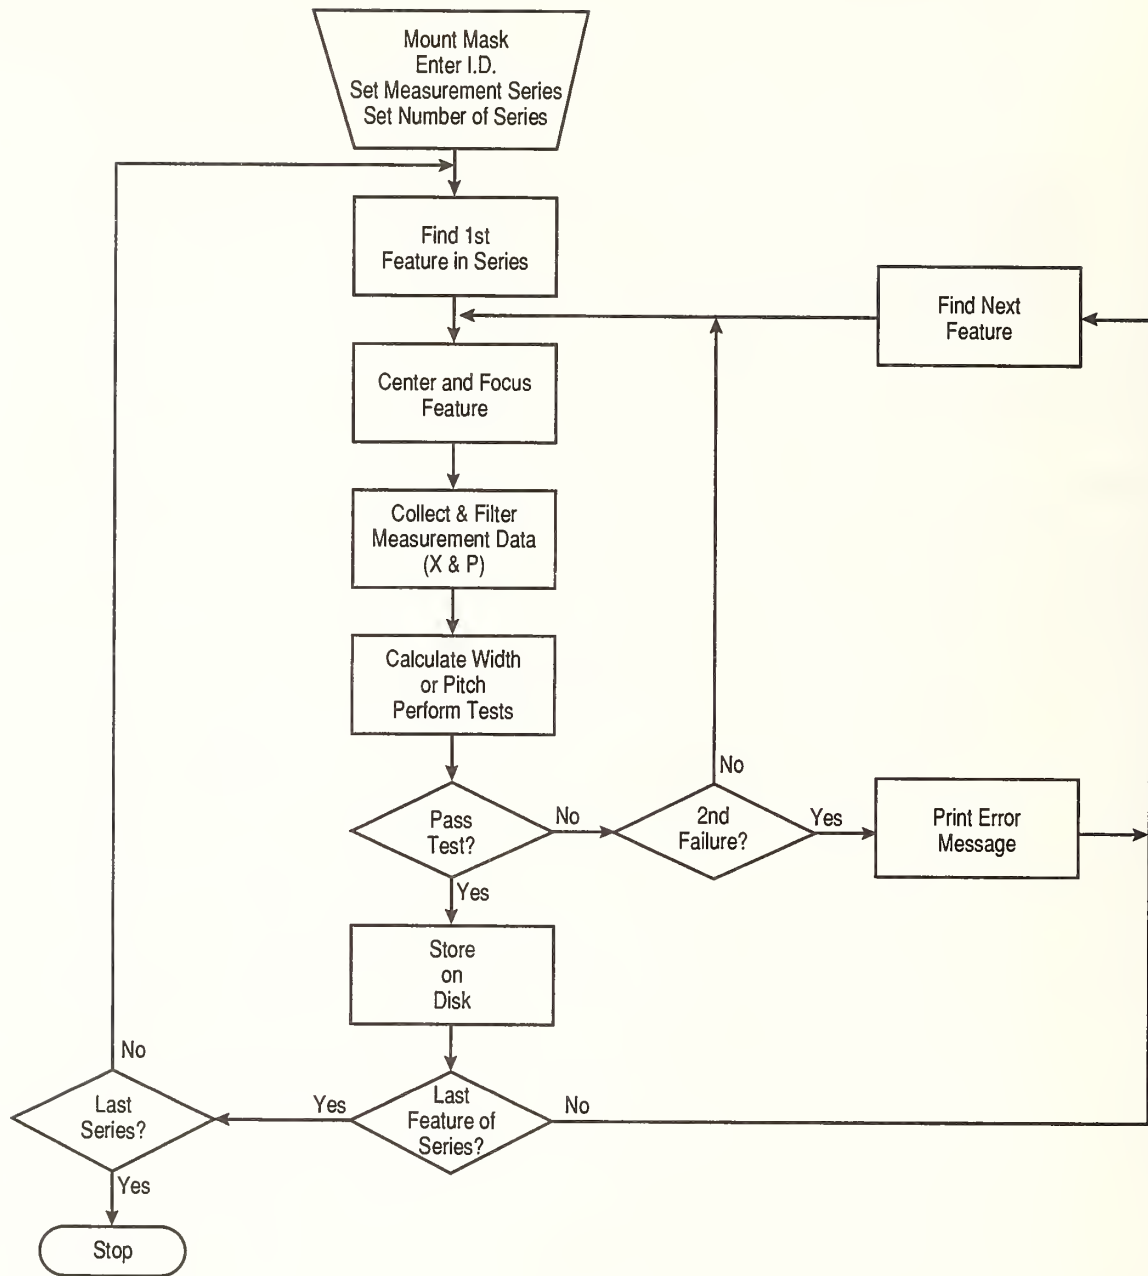 Mount Mask
Enter I.D.
Set Measurement Series
Set Number of Series
Find 1st
Feature in Series
Find Next
Feature
Center and Focus
Feature
Collect & Filter
Measurement Data
(X & P)
Calculate Width
or Pitch
Perform Tests
No
Pass
Test?
No
2nd
Failure?
Yes
Print Error
Message
Yes
Store
on
Disk
No
Last
Series?
Yes
Last
Feature of
Series?
No
Yes
Stop